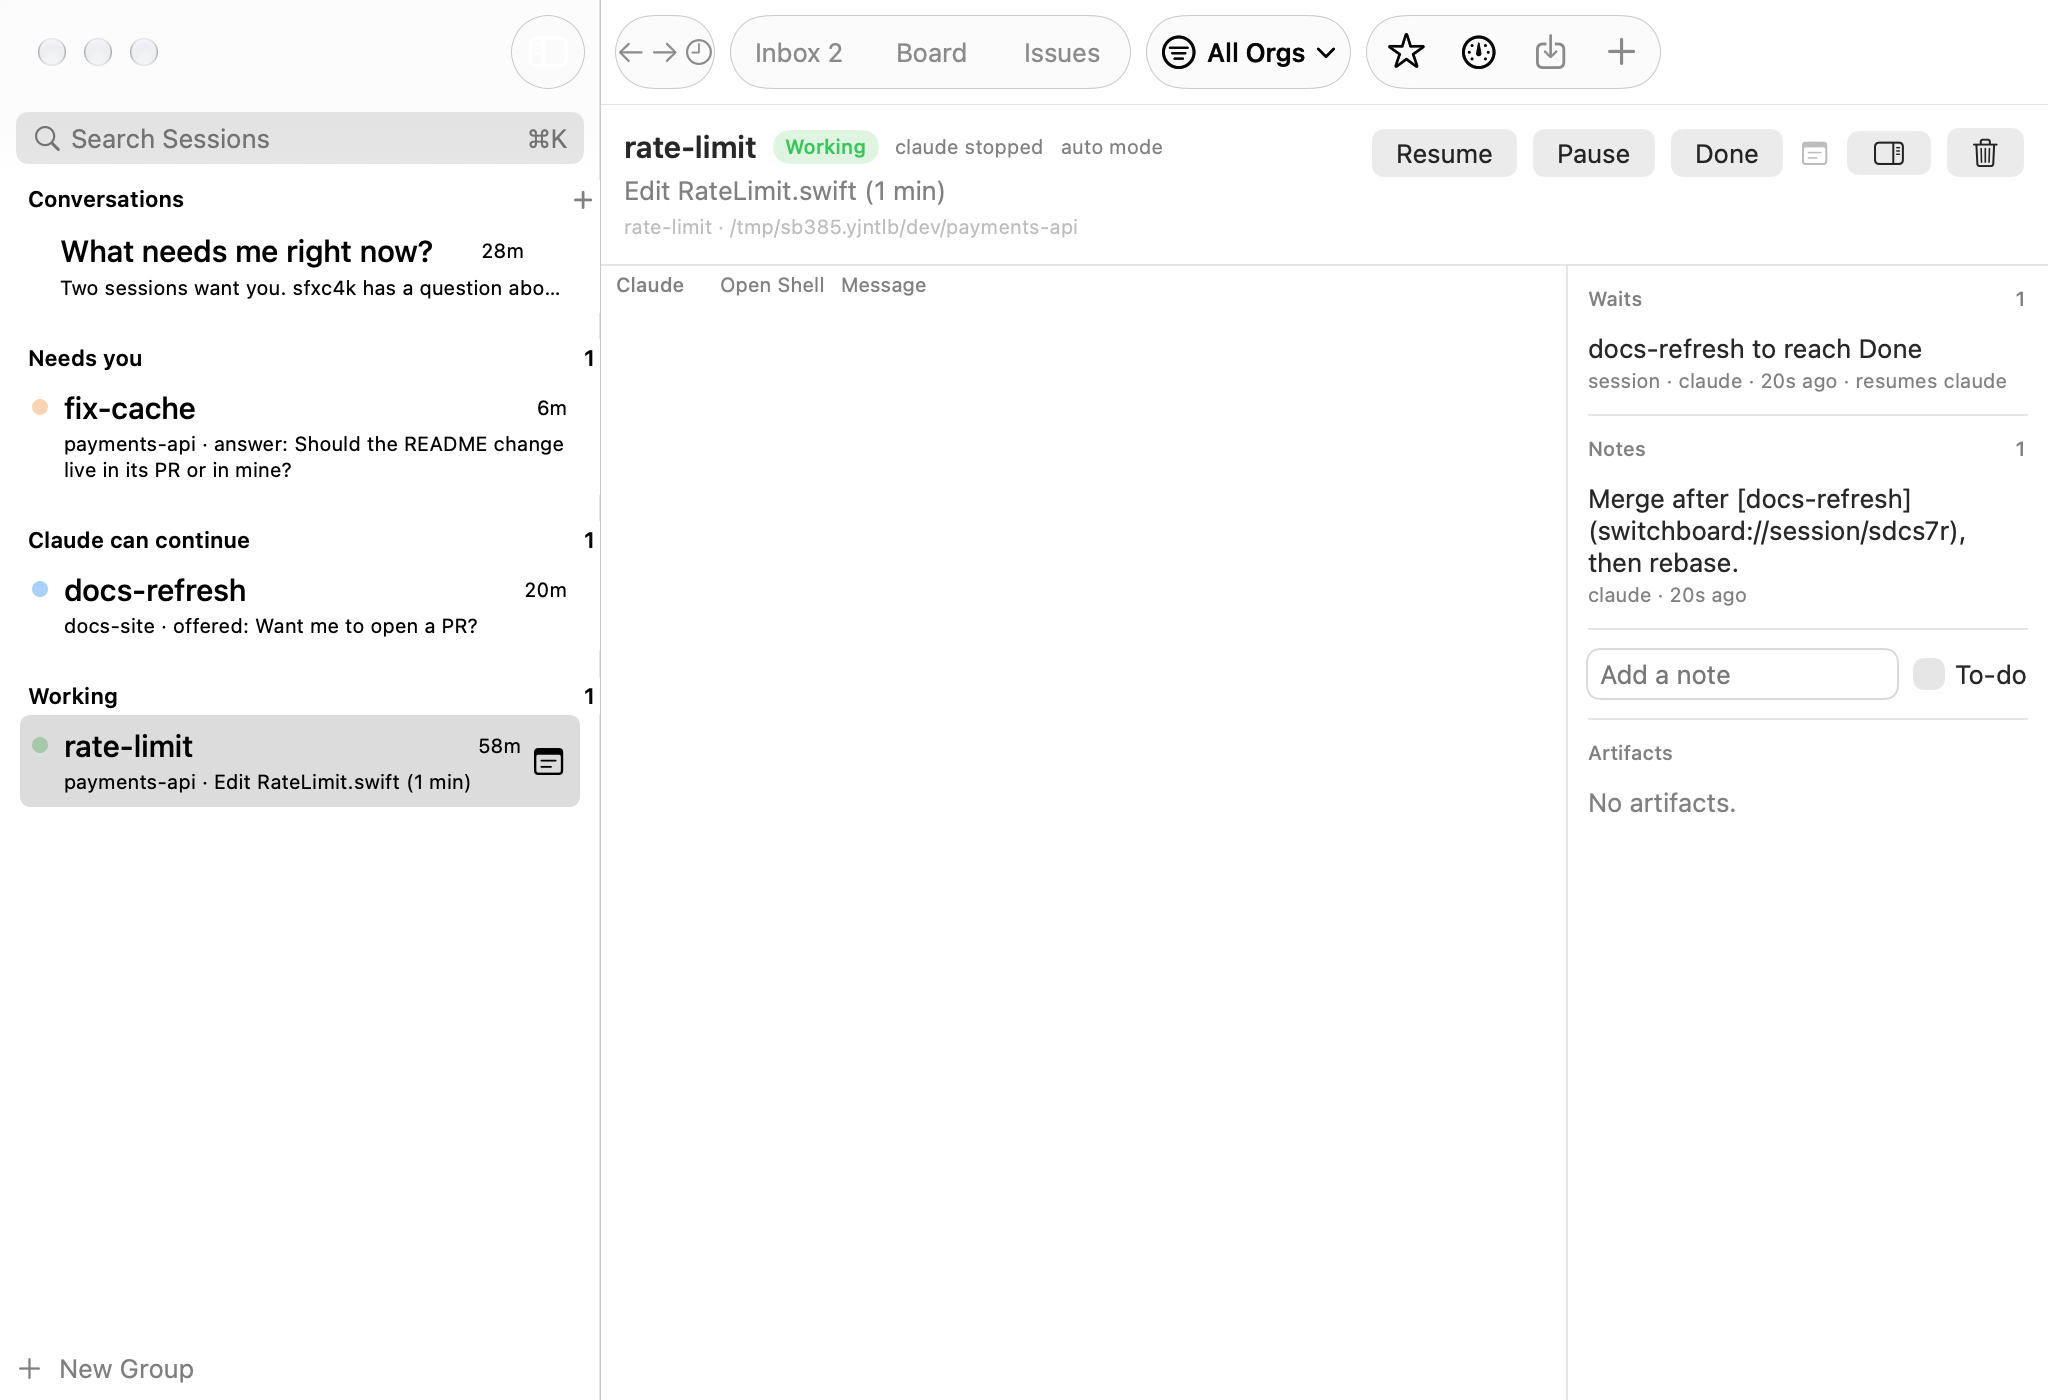 Inbox 2
Board
Issues
All Orgs
Search Sessions
⌘K
Conversations
What needs me right now?
28m
Two sessions want you. sfxc4k has a question abo...
Needs you
1
fix-cache
6m
payments-api · answer: Should the README change
live in its PR or in mine?
Claude can continue
1
docs-refresh
20m
docs-site · offered: Want me to open a PR?
Working
1
rate-limit
58m
payments-api · Edit RateLimit.swift (1 min)
New Group
rate-limit
Working
claude stopped
auto mode
Edit RateLimit.swift (1 min)
rate-limit · /tmp/sb385.yjntlb/dev/payments-api
Resume
Pause
Done
Claude
Open Shell
Message
Waits
1
docs-refresh to reach Done
session · claude · 20s ago · resumes claude
Notes
1
Merge after [docs-refresh]
(switchboard://session/sdcs7r),
then rebase.
claude · 20s ago
Add a note
To-do
Artifacts
No artifacts.